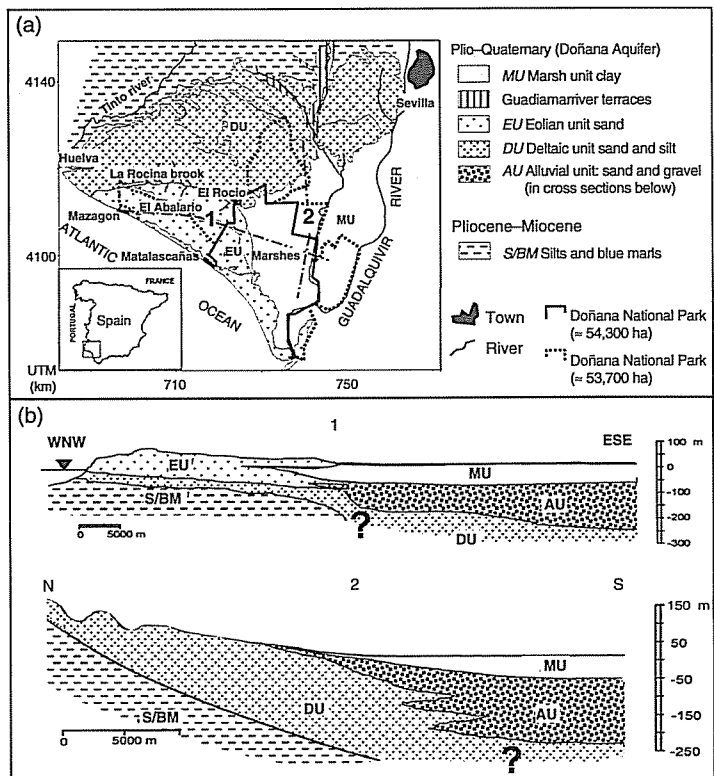 (a)
4140
4100
UTM
(km)
710
750
Tinto river
Huelva
DU
La Rocina brook
El Rocío
El Abalario
Mazagon
1
2
MU
EU
Marshes
Matalascañas
ATLANTIC
OCEAN
Sevilla
RIVER
GUADALQUIVIR
FRANCE
PORTUGAL
Spain
Plio–Quaternary (Doñana Aquifer)
MU Marsh unit clay
Guadiamarriver terraces
EU Eolian unit sand
DU Deltaic unit sand and silt
AU Alluvial unit: sand and gravel
(in cross sections below)
Pliocene–Miocene
S/BM Silts and blue marls
Town
River
Doñana National Park
(≈ 54,300 ha)
Doñana National Park
(≈ 53,700 ha)
(b)
1
WNW
ESE
EU
MU
S/BM
AU
DU
?
0 5000 m
100 m
0
-100
-200
-300
N
2
S
MU
DU
AU
S/BM
?
0 5000 m
150 m
50
-50
-150
-250